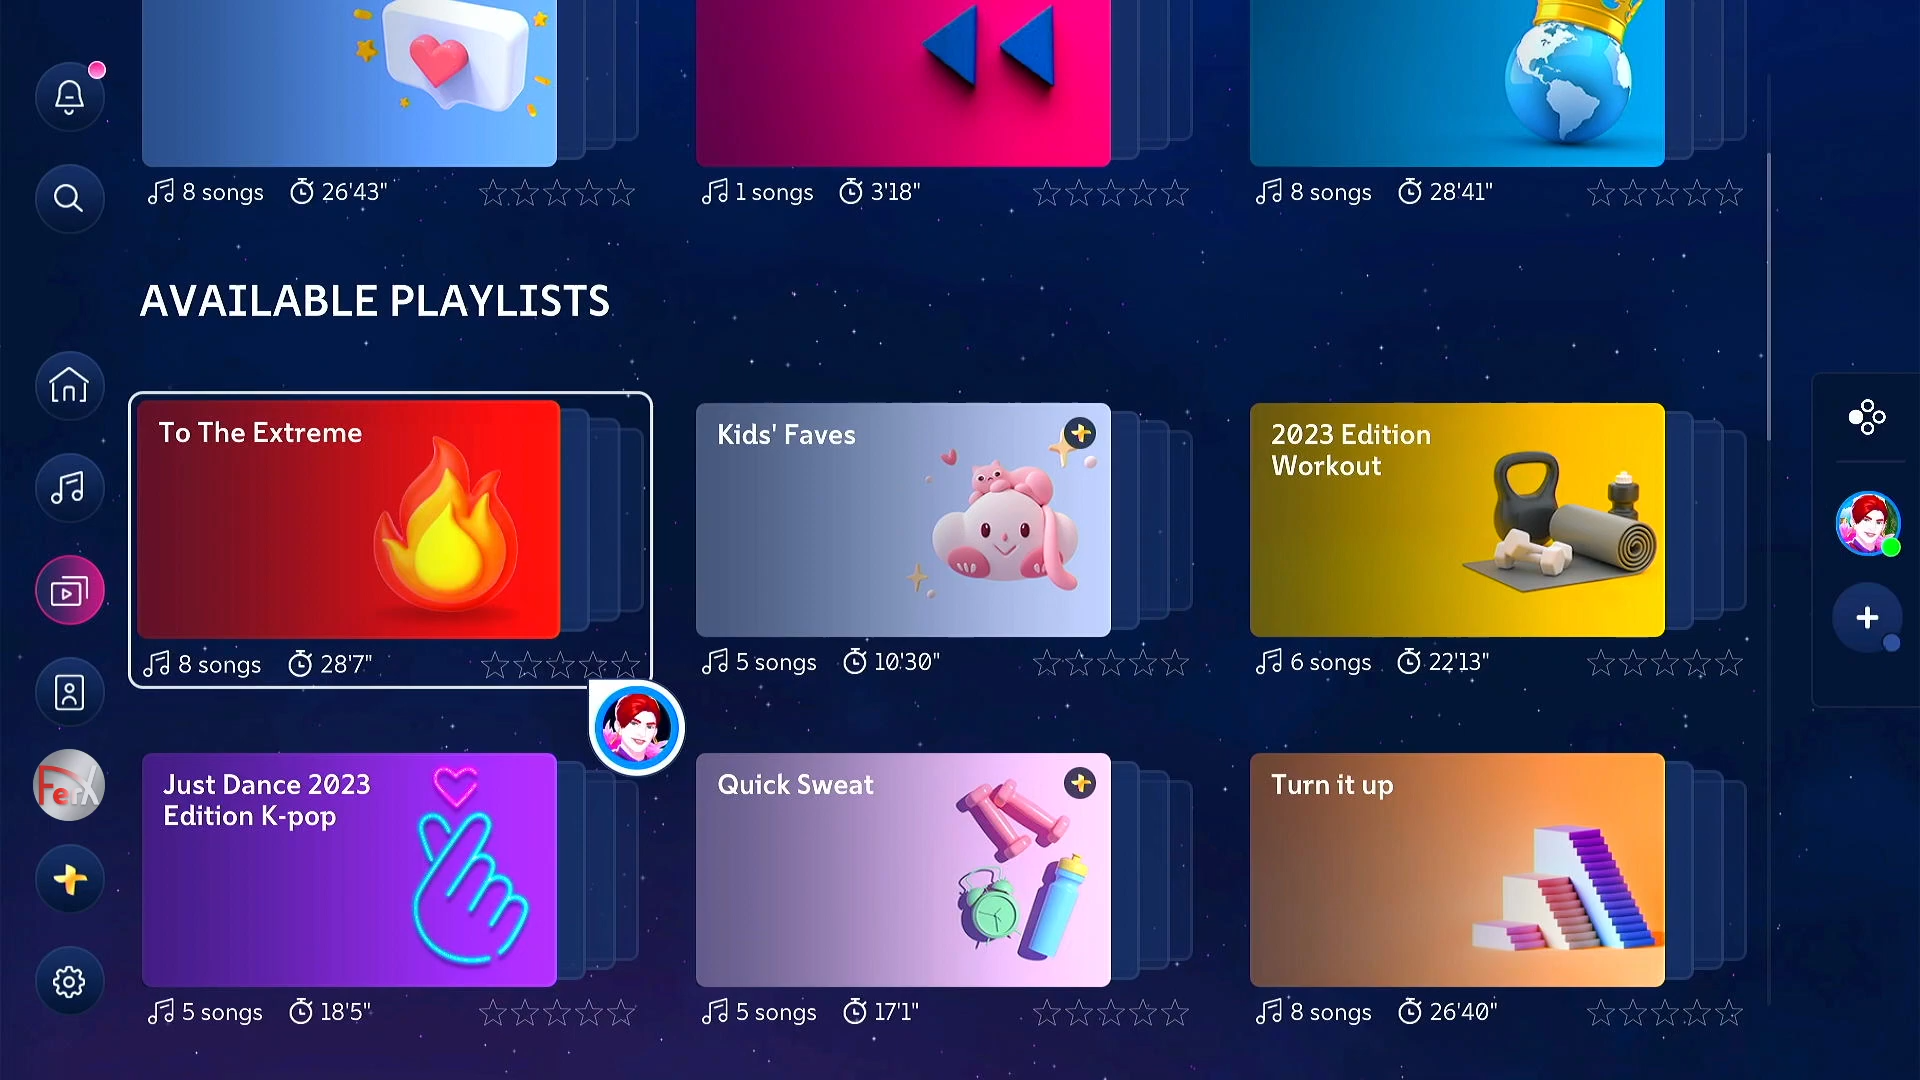 8 songs 26'43"
1 songs 3'18"
8 songs 28'41"
AVAILABLE PLAYLISTS
To The Extreme
8 songs 28'7"
Kids' Faves
5 songs 10'30"
2023 Edition
Workout
6 songs 22'13"
Just Dance 2023
Edition K-pop
5 songs 18'5"
Quick Sweat
5 songs 17'1"
Turn it up
8 songs 26'40"
FerX